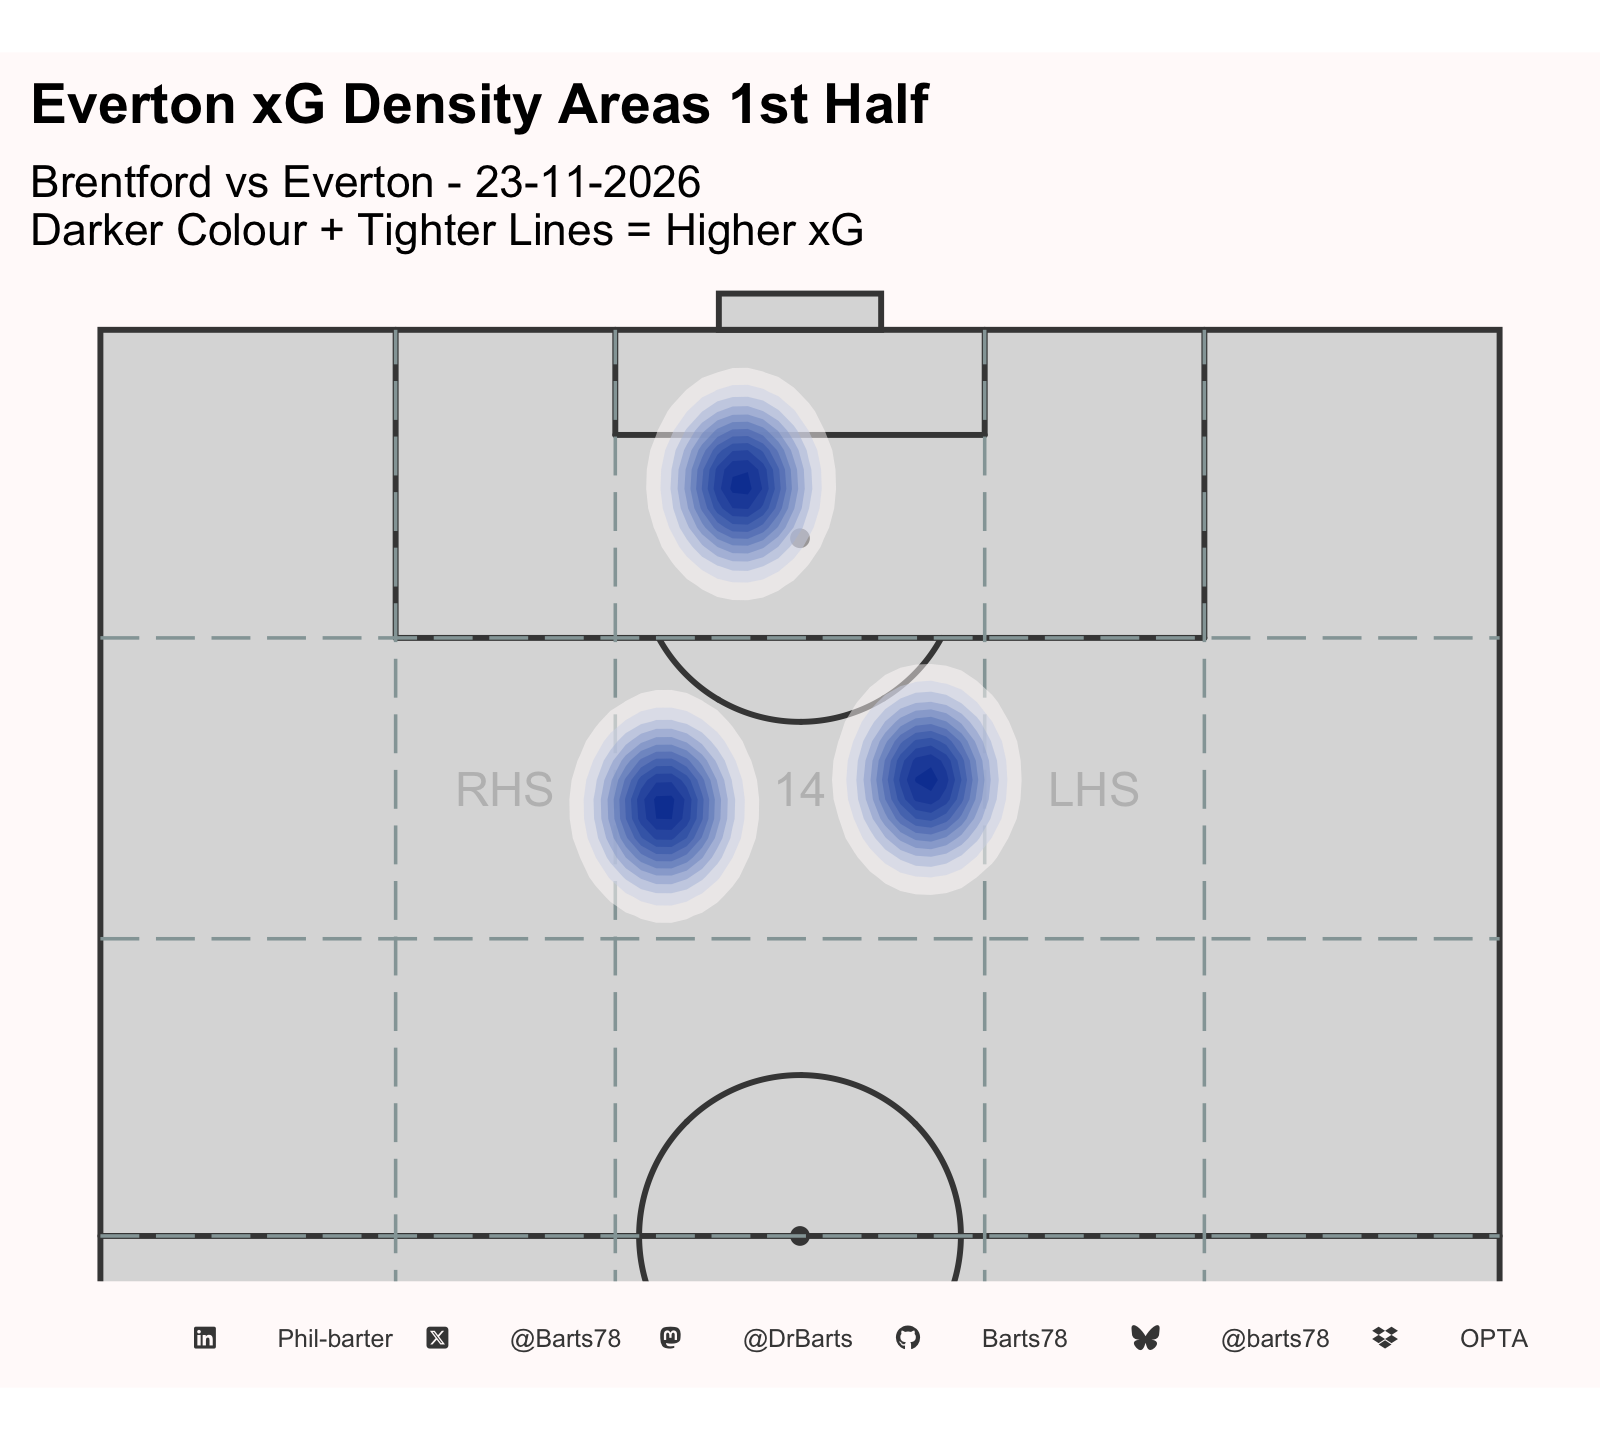 Everton xG Density Areas 1st Half
Brentford vs Everton - 23-11-2026
Darker Colour + Tighter Lines = Higher xG
RHS 14 LHS
Phil-barter @Barts78 @DrBarts Barts78 @barts78 OPTA